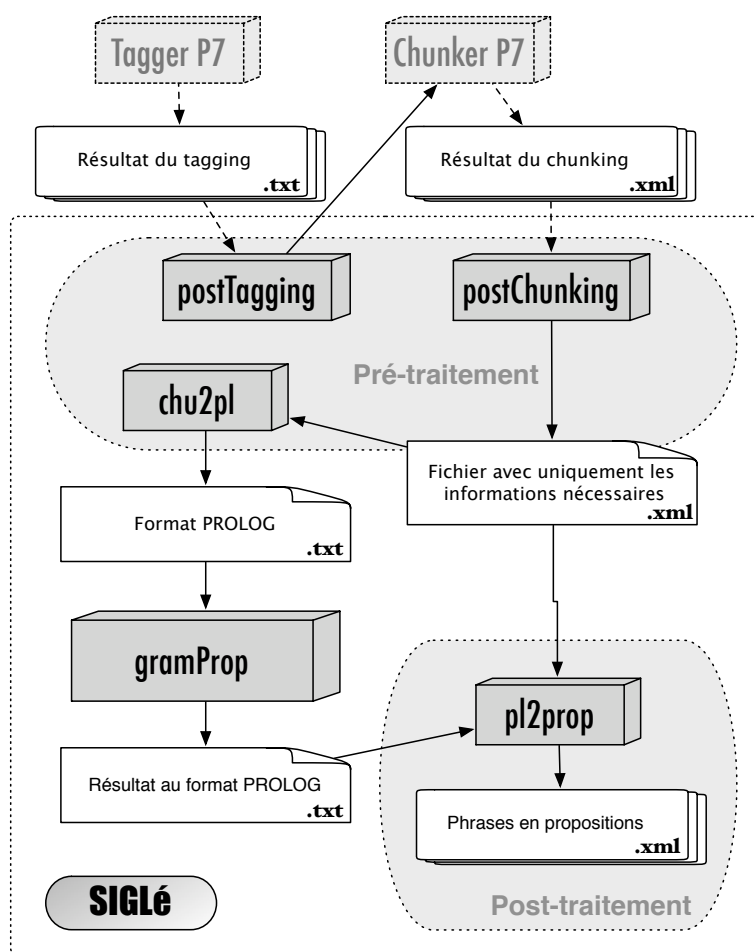 Tagger P7
Chunker P7
Résultat du tagging
.txt
Résultat du chunking
.xml
postTagging
postChunking
Pré-traitement
chu2pl
Fichier avec uniquement les
informations nécessaires
.xml
Format PROLOG
.txt
gramProp
pl2prop
Résultat au format PROLOG
.txt
Phrases en propositions
.xml
SIGLé
Post-traitement